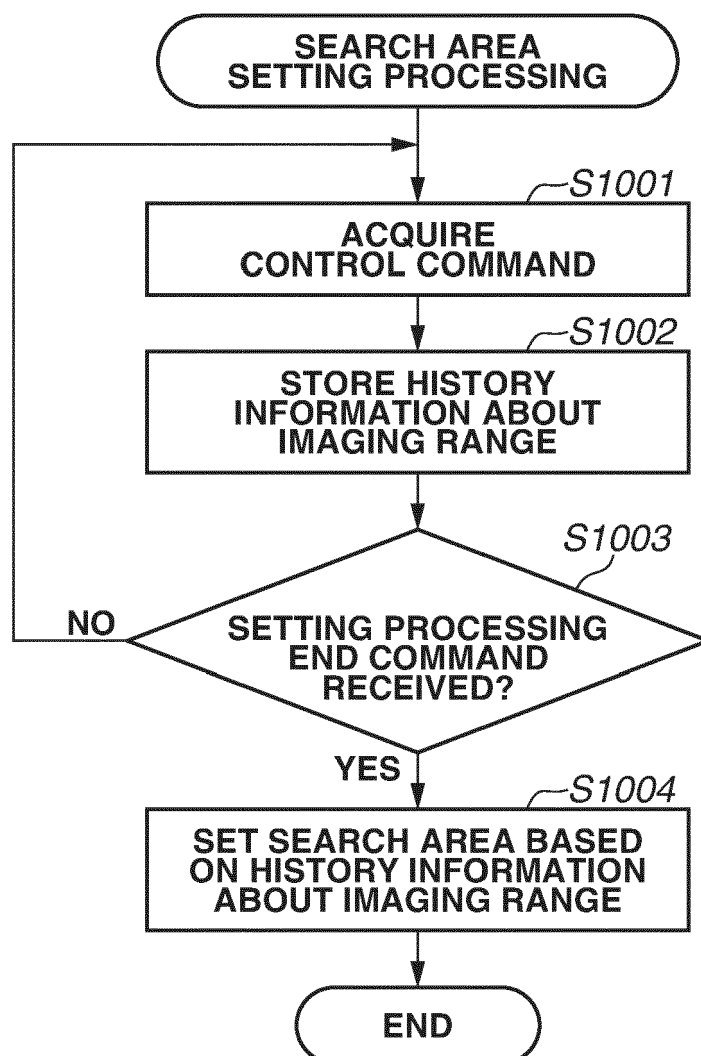 SEARCH AREA
SETTING PROCESSING
S1001
ACQUIRE
CONTROL COMMAND
S1002
STORE HISTORY
INFORMATION ABOUT
IMAGING RANGE
S1003
SETTING PROCESSING
END COMMAND
RECEIVED?
NO
YES
S1004
SET SEARCH AREA BASED
ON HISTORY INFORMATION
ABOUT IMAGING RANGE
END